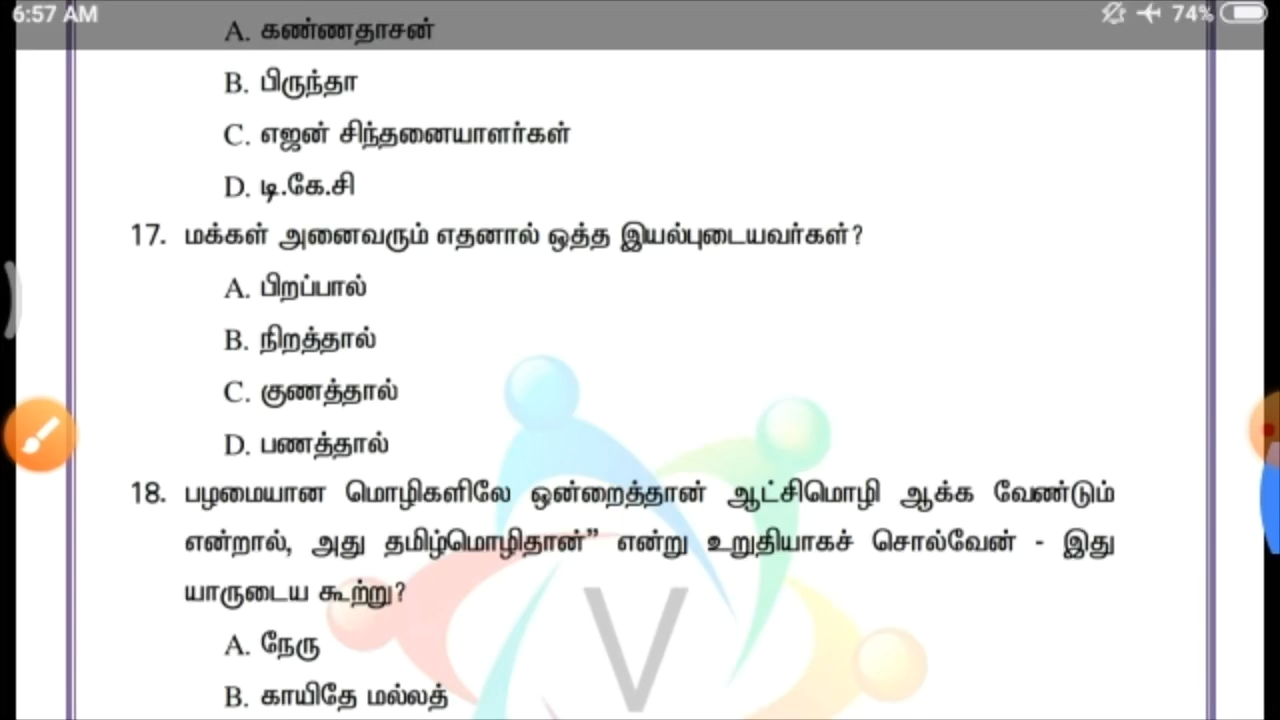 6:57 AM 74%
A. கண்ணதாசன்
B. பிருந்தா
C. எஜன் சிந்தனையாளர்கள்
D. டி.கே.சி
17. மக்கள் அனைவரும் எதனால் ஒத்த இயல்புடையவர்கள்?
A. பிறப்பால்
B. நிறத்தால்
C. குணத்தால்
D. பணத்தால்
18. பழமையான மொழிகளிலே ஒன்றைத்தான் ஆட்சிமொழி ஆக்க வேண்டும்
என்றால், அது தமிழ்மொழிதான்” என்று உறுதியாகச் சொல்வேன் - இது
யாருடைய கூற்று?
A. நேரு
B. காயிதே மல்லத்
V